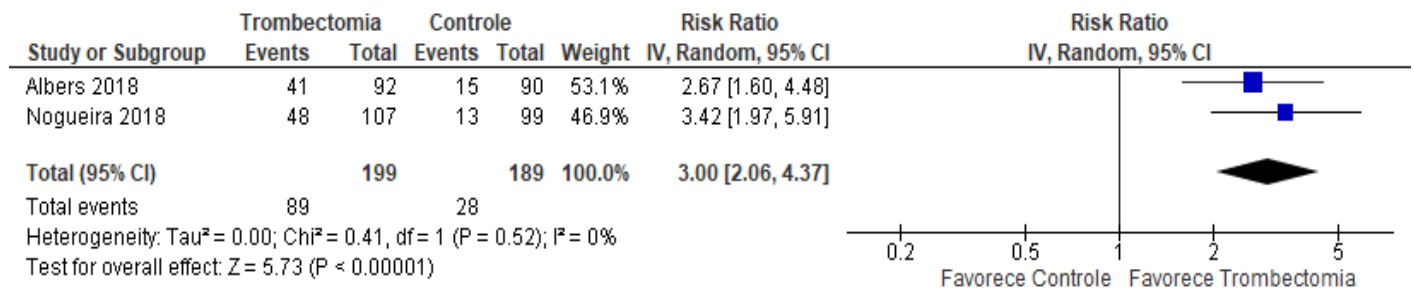 Trombectomia Controle Risk Ratio Risk Ratio
Study or Subgroup Events Total Events Total Weight IV, Random, 95% CI IV, Random, 95% CI
Albers 2018 41 92 15 90 53.1% 2.67 [1.60, 4.48]
Nogueira 2018 48 107 13 99 46.9% 3.42 [1.97, 5.91]
Total (95% CI) 199 189 100.0% 3.00 [2.06, 4.37]
Total events 89 28
Heterogeneity: Tau² = 0.00; Chi² = 0.41, df = 1 (P = 0.52); I² = 0%
Test for overall effect: Z = 5.73 (P < 0.00001)
0.2 0.5 1 2 5
Favorece Controle Favorece Trombectomia